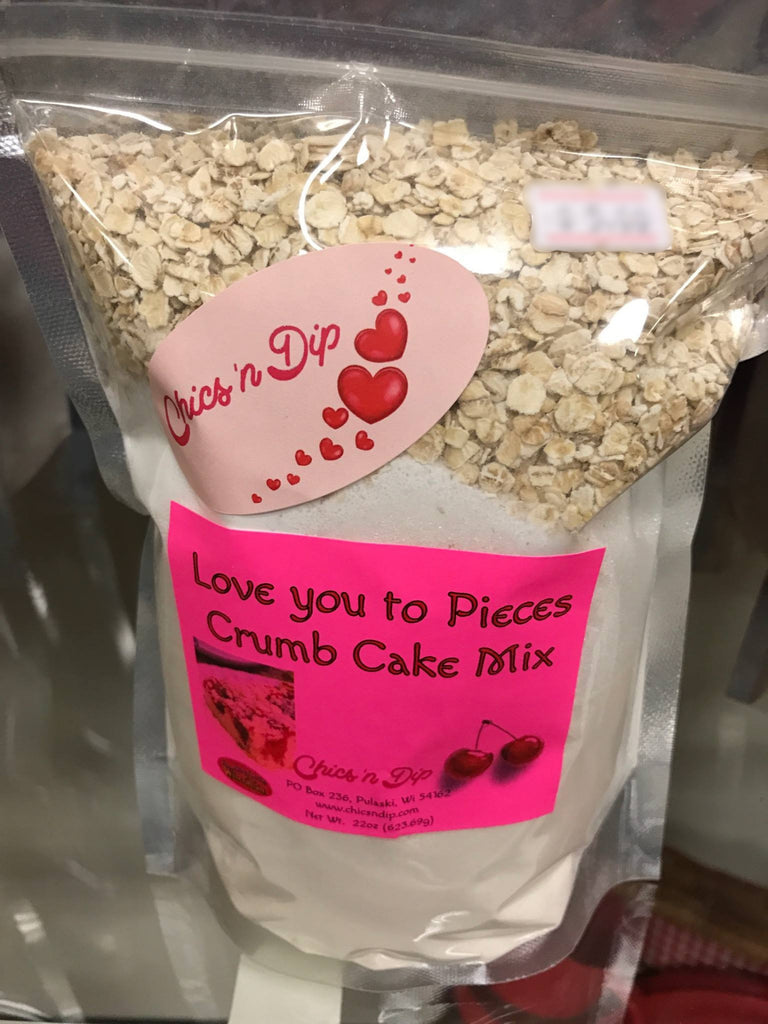 Chics 'n Dip
Love you to Pieces
Crumb Cake Mix
Chics 'n Dip
PO Box 236, Pulaski, Wi 54162
www.chicsndip.com
Net Wt. 22oz (623.69g)